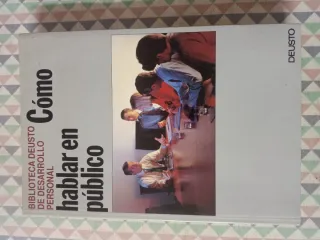 BIBLIOTECA DEUSTO
DE DESARROLLO
PERSONAL
Cómo
hablar en
público
DEUSTO